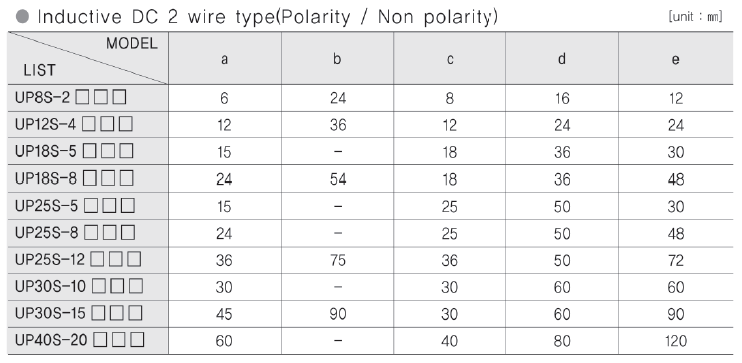 ● Inductive DC 2 wire type(Polarity / Non polarity) [unit : ㎜]
MODEL
LIST a b c d e
UP8S-2 □□□ 6 24 8 16 12
UP12S-4 □□□ 12 36 12 24 24
UP18S-5 □□□ 15 - 18 36 30
UP18S-8 □□□ 24 54 18 36 48
UP25S-5 □□□ 15 - 25 50 30
UP25S-8 □□□ 24 - 25 50 48
UP25S-12 □□□ 36 75 36 50 72
UP30S-10 □□□ 30 - 30 60 60
UP30S-15 □□□ 45 90 30 60 90
UP40S-20 □□□ 60 - 40 80 120